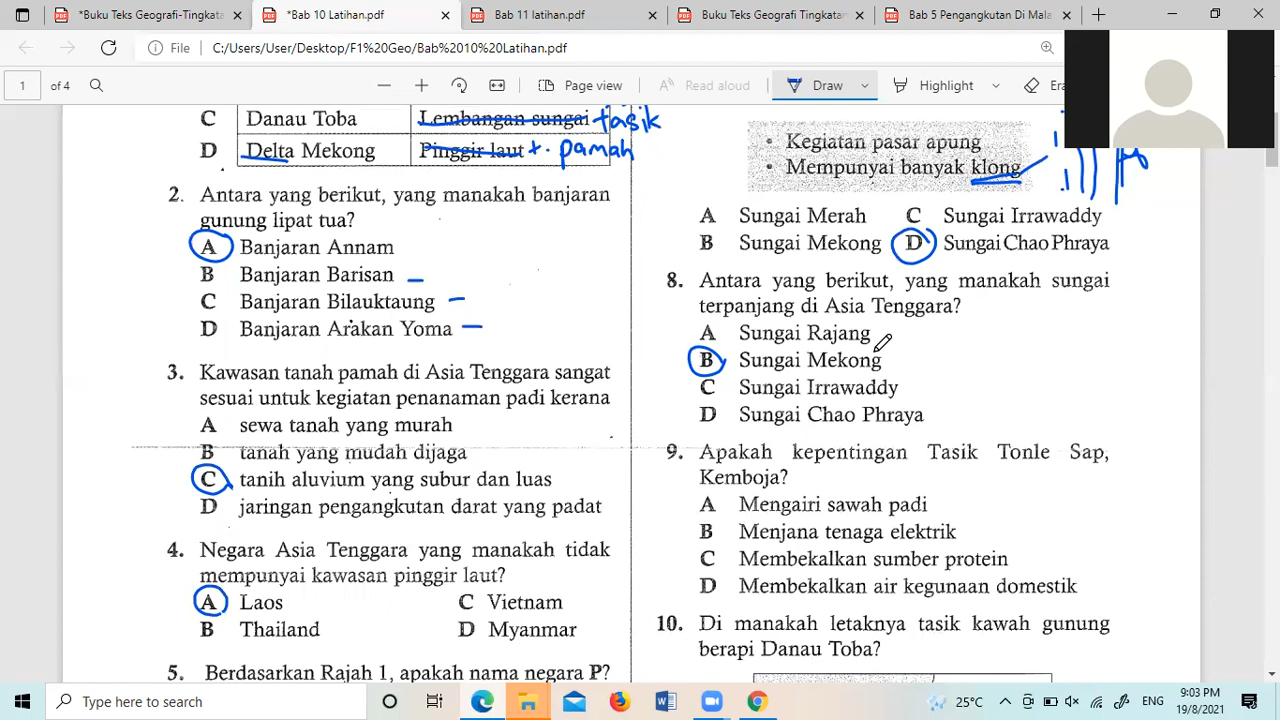 *Buku Teks Geografi-Tingkata
*Bab 10 Latihan.pdf
Bab 11 latihan.pdf
Buku Teks Geografi Tingkatan
Bab 5 Pengangkutan Di Mala
File
C:/Users/User/Desktop/F1%20Geo/Bab%2010%20Latihan.pdf
1 of 4
Page view
Read aloud
Draw
Highlight
Era
C Danau Toba Lembangan sungai tasik
D Delta Mekong Pinggir laut t. pamah
2. Antara yang berikut, yang manakah banjaran
gunung lipat tua?
A Banjaran Annam
B Banjaran Barisan
C Banjaran Bilauktaung
D Banjaran Arakan Yoma
3. Kawasan tanah pamah di Asia Tenggara sangat
sesuai untuk kegiatan penanaman padi kerana
A sewa tanah yang murah
B tanah yang mudah dijaga
C tanih aluvium yang subur dan luas
D jaringan pengangkutan darat yang padat
4. Negara Asia Tenggara yang manakah tidak
mempunyai kawasan pinggir laut?
A Laos C Vietnam
B Thailand D Myanmar
5. Berdasarkan Rajah 1, apakah nama negara P?
• Kegiatan pasar apung
• Mempunyai banyak klong
A Sungai Merah C Sungai Irrawaddy
B Sungai Mekong D Sungai Chao Phraya
8. Antara yang berikut, yang manakah sungai
terpanjang di Asia Tenggara?
A Sungai Rajang
B Sungai Mekong
C Sungai Irrawaddy
D Sungai Chao Phraya
9. Apakah kepentingan Tasik Tonle Sap,
Kemboja?
A Mengairi sawah padi
B Menjana tenaga elektrik
C Membekalkan sumber protein
D Membekalkan air kegunaan domestik
10. Di manakah letaknya tasik kawah gunung
berapi Danau Toba?
Type here to search
25°C
ENG
9:03 PM
19/8/2021